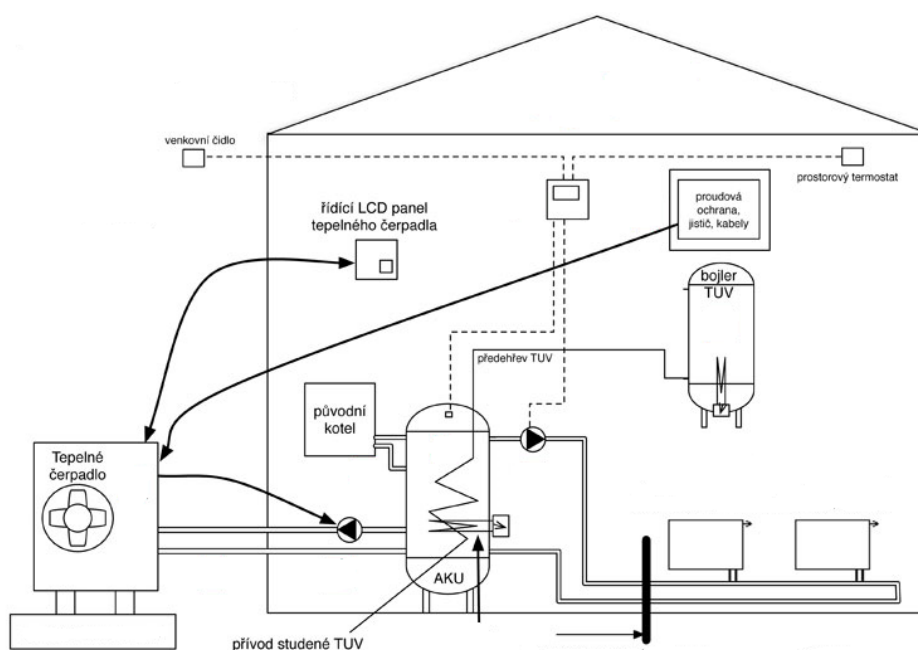 venkovní čidlo
prostorový termostat
řídící LCD panel
tepelného čerpadla
proudová
ochrana,
jistič, kabely
bojler
TUV
předehřev TUV
původní
kotel
Tepelné
čerpadlo
AKU
přívod studené TUV